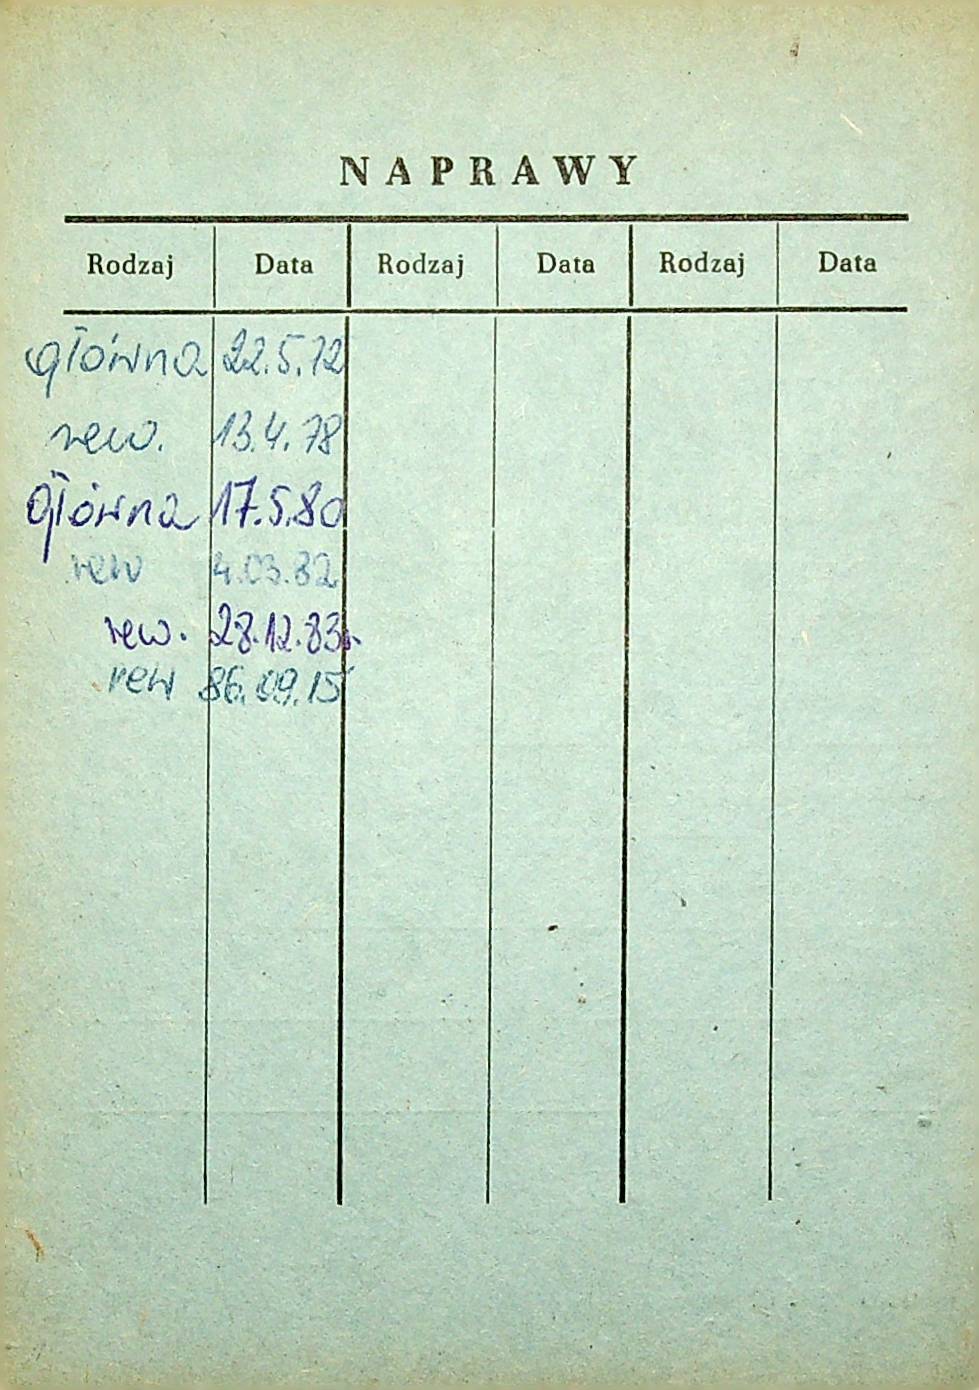 NAPRAWY
Rodzaj Data Rodzaj Data Rodzaj Data
główna 22.5.72
rew. 13.4.78
główna 17.5.80
rew 4.03.82
rew. 28.12.83r.
rew 86.09.15